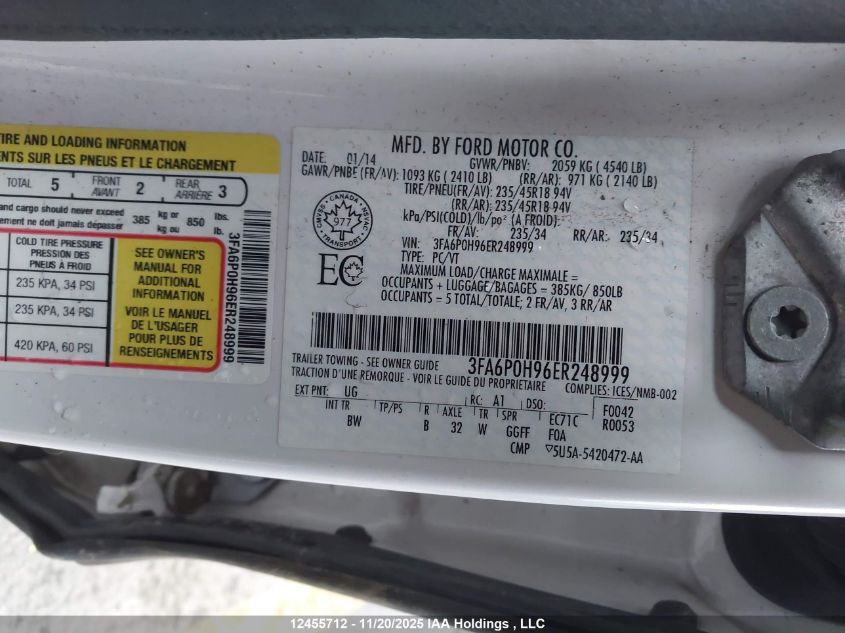 TIRE AND LOADING INFORMATION
ENTS SUR LES PNEUS ET LE CHARGEMENT
TOTAL 5 FRONT AVANT 2 REAR ARRIÈRE 3
and cargo should never exceed 385 kg or 850 lbs.
ement ne doit jamais dépasser kg ou lb.
COLD TIRE PRESSURE
PRESSION DES
PNEUS À FROID
235 KPA, 34 PSI
235 KPA, 34 PSI
420 KPA, 60 PSI
SEE OWNER'S
MANUAL FOR
ADDITIONAL
INFORMATION
VOIR LE MANUEL
DE L'USAGER
POUR PLUS DE
RENSEIGNEMENTS
3FA6P0H96ER248999
MFD. BY FORD MOTOR CO.
DATE: 01/14 GVWR/PNBV: 2059 KG ( 4540 LB)
GAWR/PNBE (FR/AV): 1093 KG ( 2410 LB) (RR/AR): 971 KG ( 2140 LB)
TIRE/PNEU(FR/AV): 235/45R18 94V
(RR/AR): 235/45R18 94V
kPa/PSI(COLD)/lb/po² (A FROID):
FR/AV: 235/34 RR/AR: 235/34
VIN: 3FA6P0H96ER248999
TYPE: PC/VT
MAXIMUM LOAD/CHARGE MAXIMALE =
OCCUPANTS + LUGGAGE/BAGAGES = 385KG/ 850LB
OCCUPANTS = 5 TOTAL/TOTALE; 2 FR/AV, 3 RR/AR
CANADA
CMVSS
NSVAC
977
TRANSPORT
EC
3FA6P0H96ER248999
TRAILER TOWING - SEE OWNER GUIDE
TRACTION D'UNE REMORQUE - VOIR LE GUIDE DU PROPRIETAIRE
COMPLIES: ICES/NMB-002
EXT PNT: UG RC: A1 DSO: F0042
INT TR TP/PS R AXLE TR SPR EC71C R0053
BW B 32 W GGFF F0A
CMP ▽5U5A-5420472-AA
12455712 - 11/20/2025 IAA Holdings , LLC